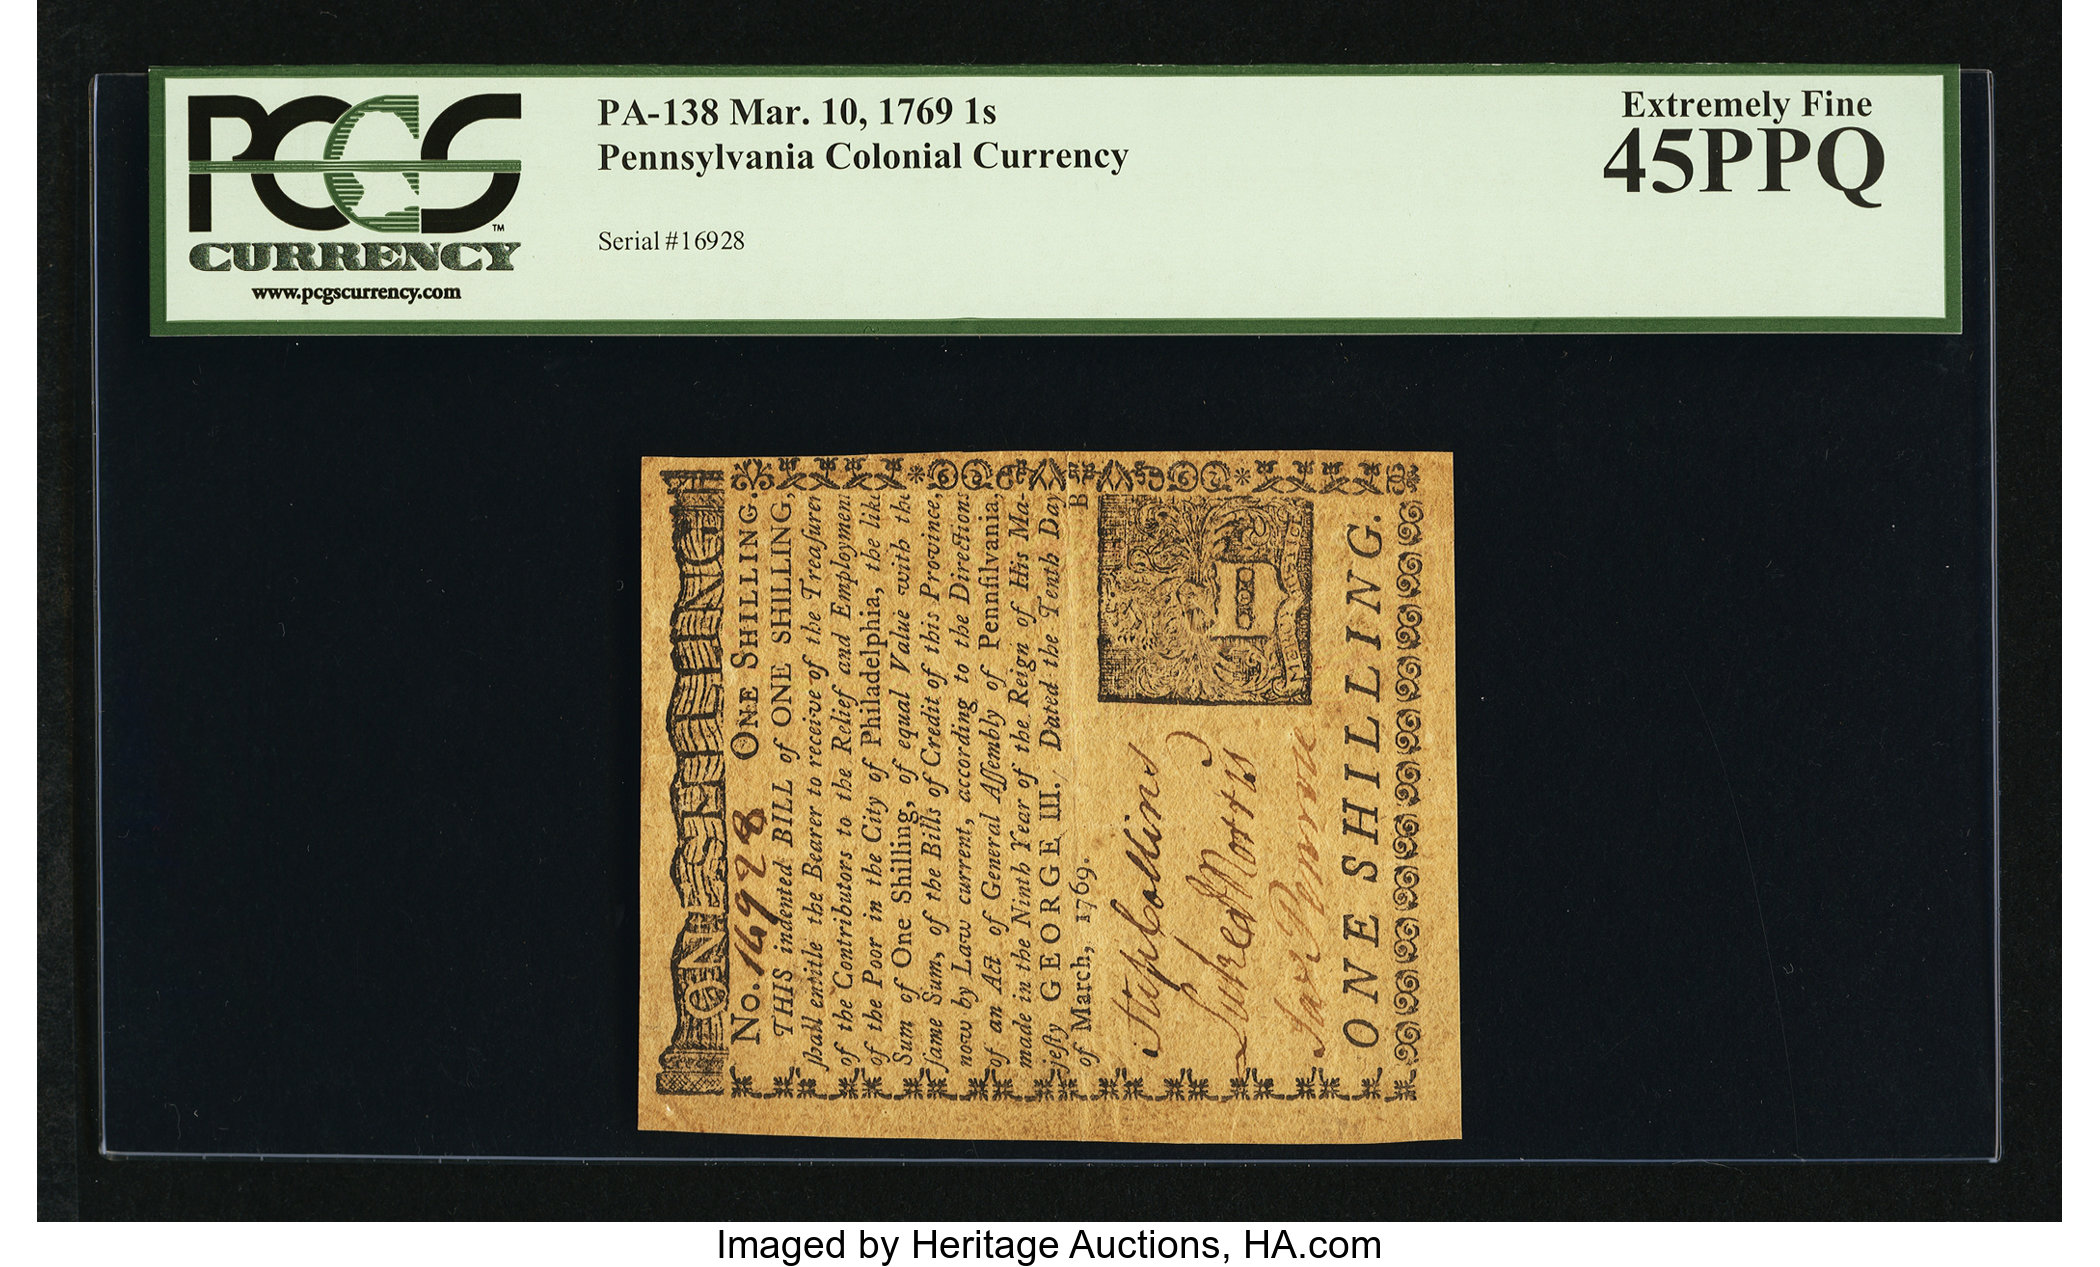 PCGS
CURRENCY
™
www.pcgscurrency.com
PA-138 Mar. 10, 1769 1s
Pennsylvania Colonial Currency
Serial #16928
Extremely Fine
45PPQ
ONE SHILLING
No. 16928 ONE SHILLING.
THIS indented BILL of ONE SHILLING,
ſhall entitle the Bearer to receive of the Treaſurer
of the Contributors to the Relief and Employment
of the Poor in the City of Philadelphia, the like
Sum of One Shilling, of equal Value with the
ſame Sum, of the Bills of Credit of this Province,
now by Law current, according to the Directions
of an Act of General Aſſembly of Pennſilvania,
made in the Ninth Year of the Reign of His Ma-
jeſty GEORGE III. Dated the Tenth Day
of March, 1769. B
Step Collins
Luke Morris
ONE SHILLING.
Imaged by Heritage Auctions, HA.com